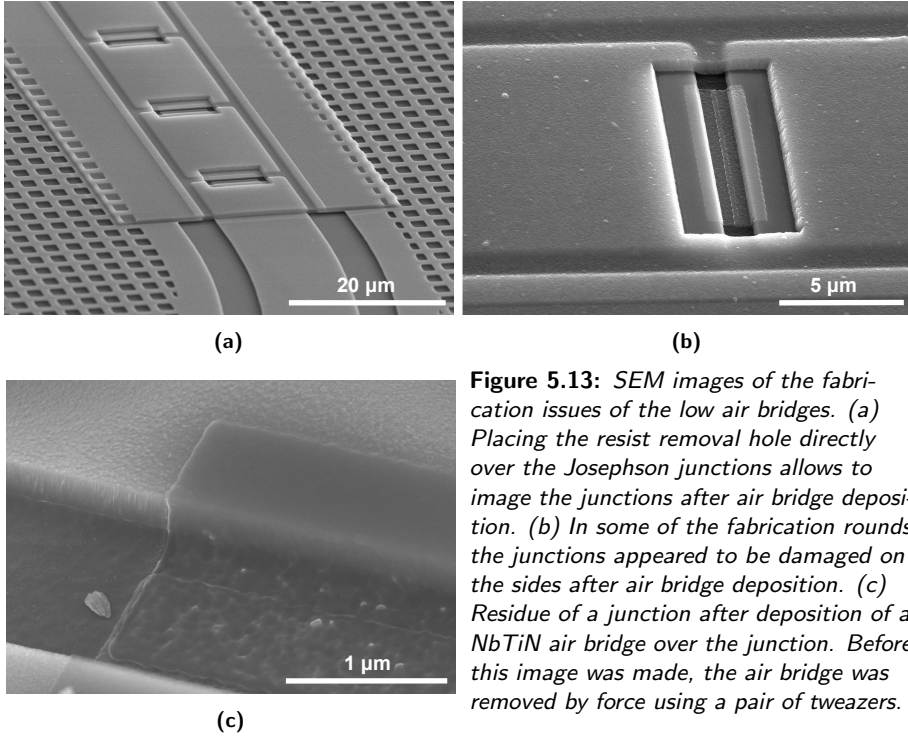 20 µm
5 µm
(a)
(b)
1 µm
(c)
Figure 5.13: SEM images of the fabri-
cation issues of the low air bridges. (a)
Placing the resist removal hole directly
over the Josephson junctions allows to
image the junctions after air bridge deposi-
tion. (b) In some of the fabrication rounds
the junctions appeared to be damaged on
the sides after air bridge deposition. (c)
Residue of a junction after deposition of a
NbTiN air bridge over the junction. Before
this image was made, the air bridge was
removed by force using a pair of tweazers.